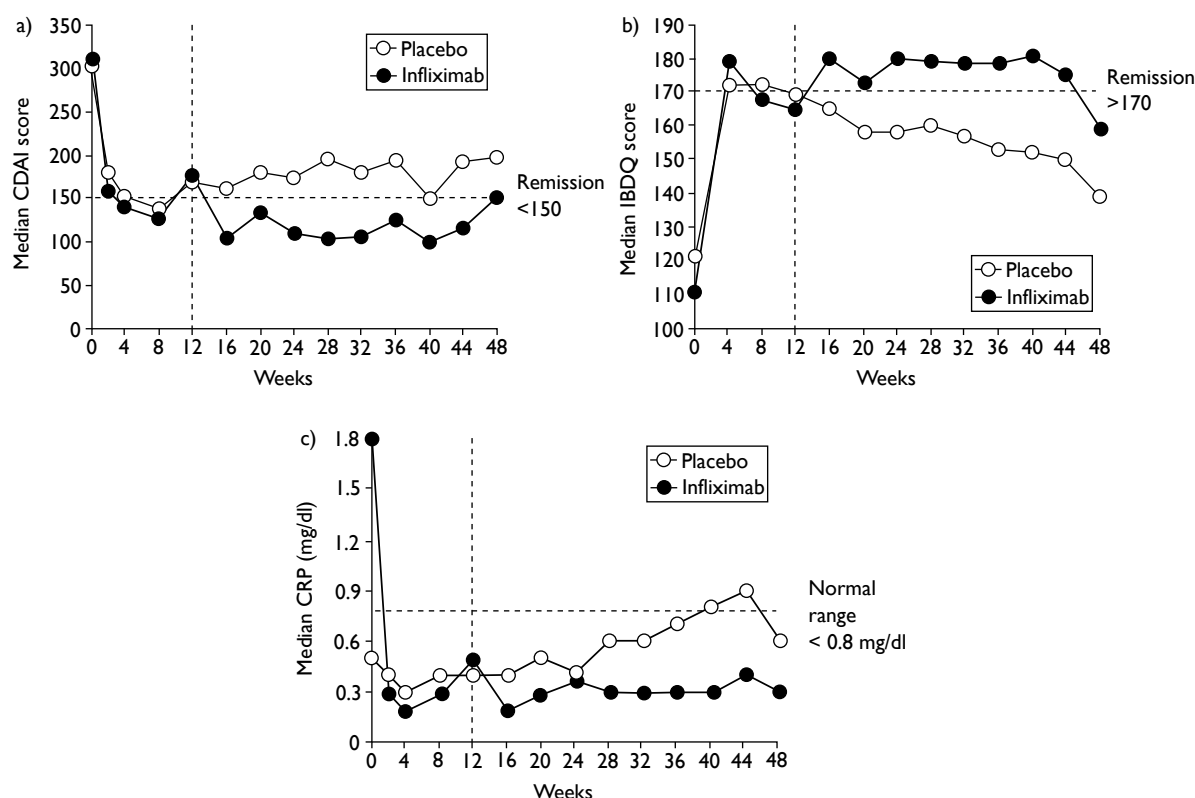 a)
350
300
250
200
150
100
50
0
Median CDAI score
Placebo
Infliximab
Remission
<150
0 4 8 12 16 20 24 28 32 36 40 44 48
Weeks
b)
190
180
170
160
150
140
130
120
110
100
Median IBDQ score
Remission
>170
Placebo
Infliximab
0 4 8 12 16 20 24 28 32 36 40 44 48
Weeks
c)
1.8
1.5
1.2
0.9
0.6
0.3
0
Median CRP (mg/dl)
Placebo
Infliximab
Normal
range
< 0.8 mg/dl
0 4 8 12 16 20 24 28 32 36 40 44 48
Weeks